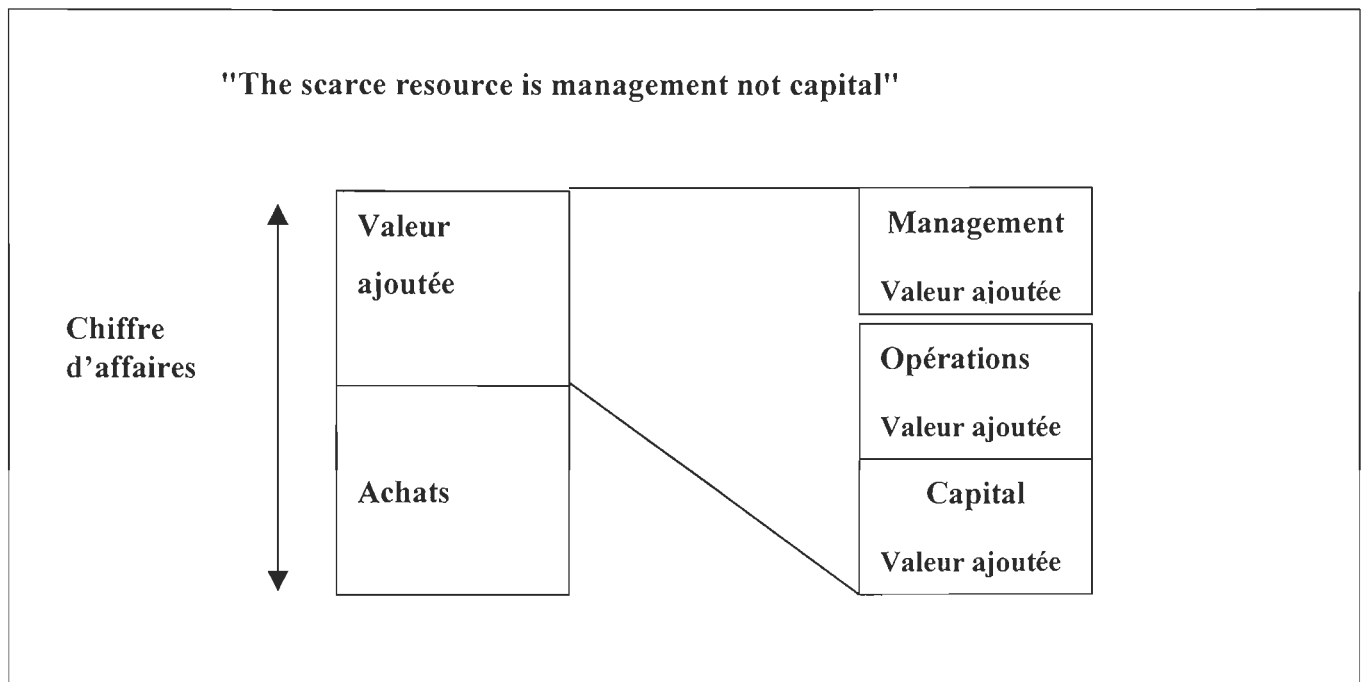 "The scarce resource is management not capital"
Chiffre
d’affaires
Valeur
ajoutée
Achats
Management
Valeur ajoutée
Opérations
Valeur ajoutée
Capital
Valeur ajoutée